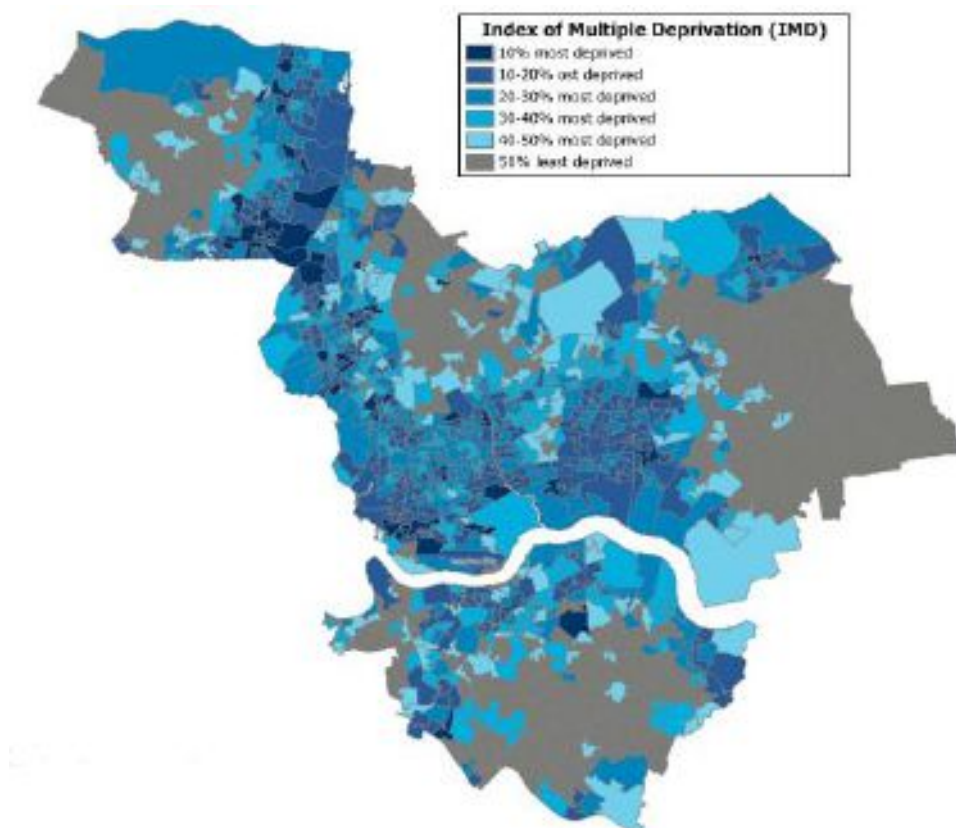 Index of Multiple Deprivation (IMD)
10% most deprived
10-20% ost deprived
20-30% most deprived
30-40% most deprived
40-50% most deprived
50% least deprived